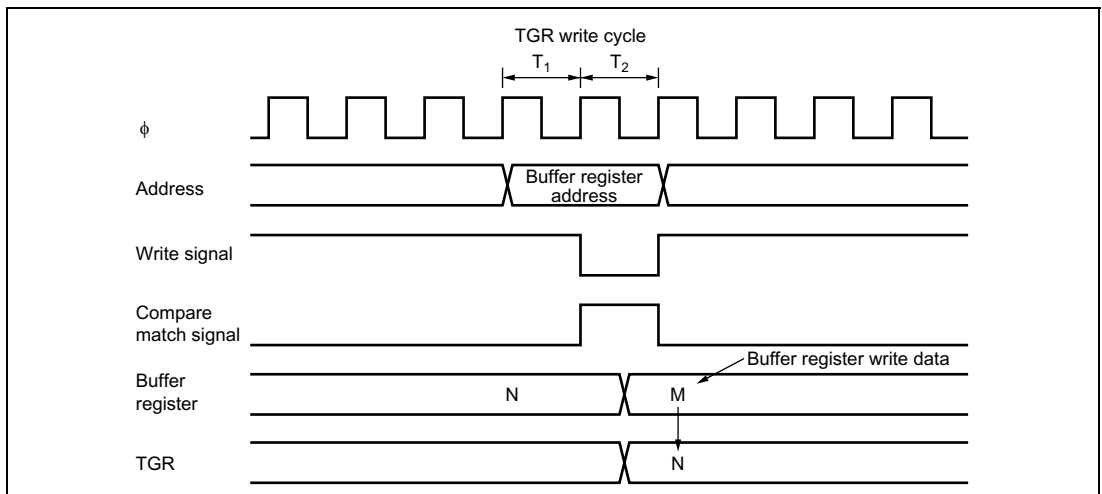 TGR write cycle
T1 T2
φ
Address
Buffer register
address
Write signal
Compare
match signal
Buffer register write data
Buffer
register
N
M
TGR
N